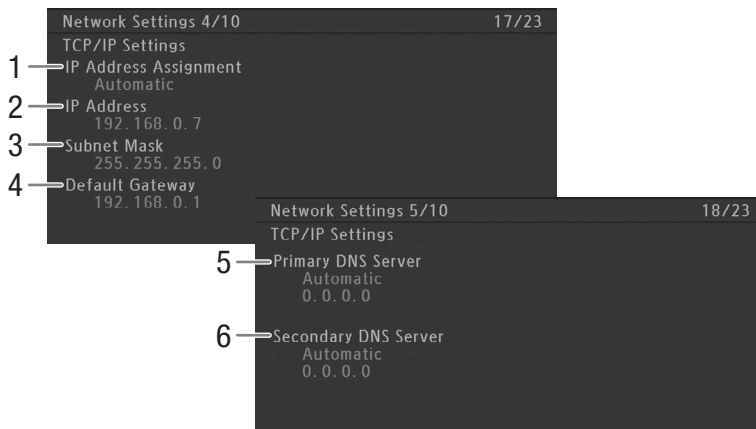 Network Settings 4/10 17/23
TCP/IP Settings
1 IP Address Assignment
Automatic
2 IP Address
192.168.0.7
3 Subnet Mask
255.255.255.0
4 Default Gateway
192.168.0.1
Network Settings 5/10 18/23
TCP/IP Settings
5 Primary DNS Server
Automatic
0.0.0.0
6 Secondary DNS Server
Automatic
0.0.0.0